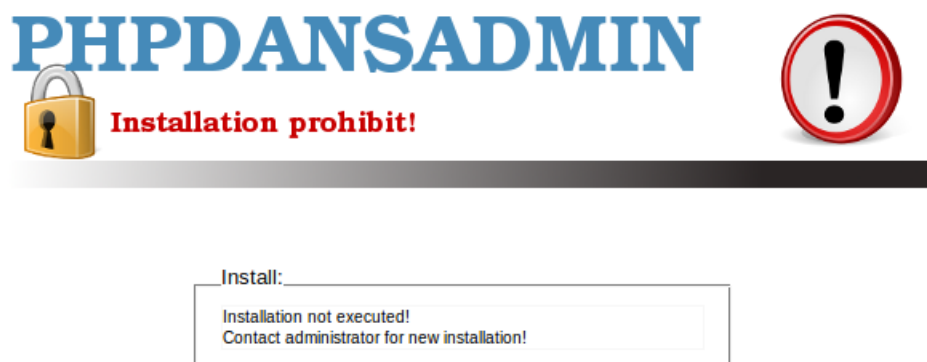 PHPDANSADMIN
Installation prohibit!
Install:
Installation not executed!
Contact administrator for new installation!